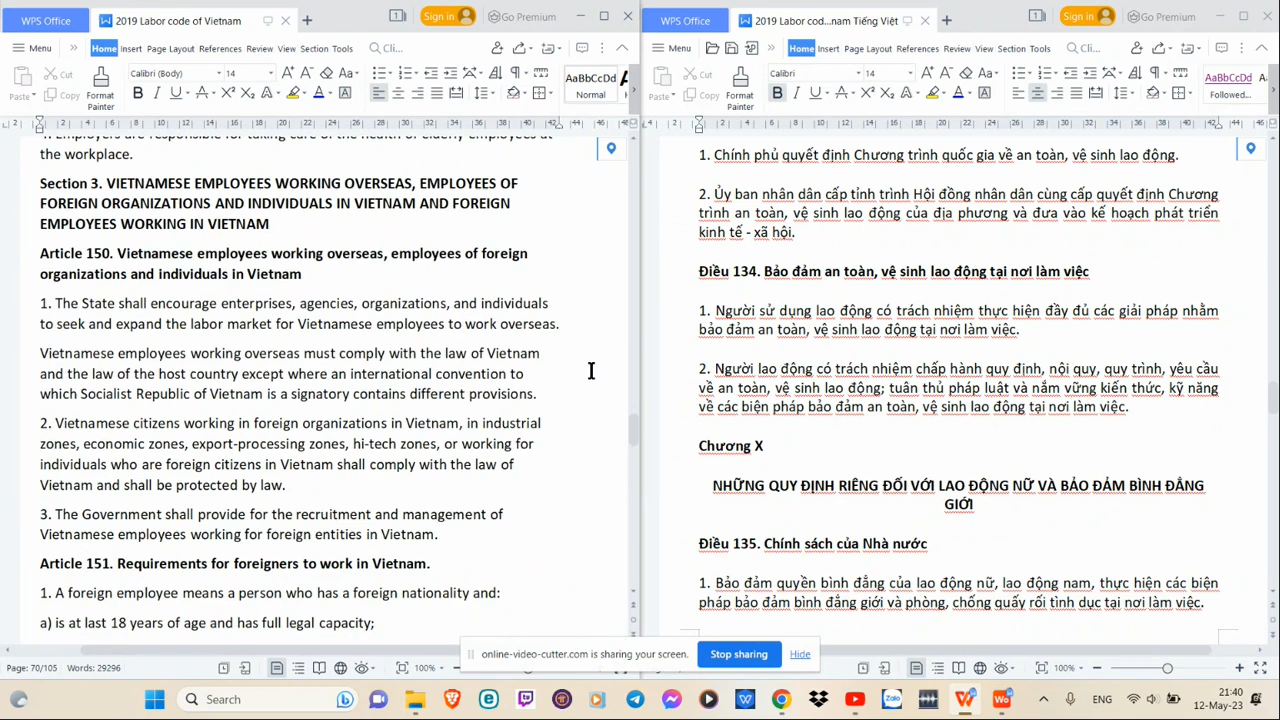 WPS Office
2019 Labor code of Vietnam
Sign in
Go Premium
WPS Office
2019 Labor cod...nam Tiếng Việt
Sign in
Go Premium
Menu
Home Insert Page Layout References Review View Section Tools
Cli...
Menu
Home Insert Page Layout References Cli...
Paste
Cut
Copy
Format
Painter
Calibri (Body)
14
AaBbCcDd
Normal
Paste
Cut
Copy
Format
Painter
Calibri
14
AaBbCcDd
Followed...
the workplace.
Section 3. VIETNAMESE EMPLOYEES WORKING OVERSEAS, EMPLOYEES OF
FOREIGN ORGANIZATIONS AND INDIVIDUALS IN VIETNAM AND FOREIGN
EMPLOYEES WORKING IN VIETNAM
Article 150. Vietnamese employees working overseas, employees of foreign
organizations and individuals in Vietnam
1. The State shall encourage enterprises, agencies, organizations, and individuals
to seek and expand the labor market for Vietnamese employees to work overseas.
Vietnamese employees working overseas must comply with the law of Vietnam
and the law of the host country except where an international convention to
which Socialist Republic of Vietnam is a signatory contains different provisions.
2. Vietnamese citizens working in foreign organizations in Vietnam, in industrial
zones, economic zones, export-processing zones, hi-tech zones, or working for
individuals who are foreign citizens in Vietnam shall comply with the law of
Vietnam and shall be protected by law.
3. The Government shall provide for the recruitment and management of
Vietnamese employees working for foreign entities in Vietnam.
Article 151. Requirements for foreigners to work in Vietnam.
1. A foreign employee means a person who has a foreign nationality and:
a) is at last 18 years of age and has full legal capacity;
1. Chính phủ quyết định Chương trình quốc gia về an toàn, vệ sinh lao động.
2. Ủy ban nhân dân cấp tỉnh trình Hội đồng nhân dân cùng cấp quyết định Chương
trình an toàn, vệ sinh lao động của địa phương và đưa vào kế hoạch phát triển
kinh tế - xã hội.
Điều 134. Bảo đảm an toàn, vệ sinh lao động tại nơi làm việc
1. Người sử dụng lao động có trách nhiệm thực hiện đầy đủ các giải pháp nhằm
bảo đảm an toàn, vệ sinh lao động tại nơi làm việc.
2. Người lao động có trách nhiệm chấp hành quy định, nội quy, quy trình, yêu cầu
về an toàn, vệ sinh lao động; tuân thủ pháp luật và nắm vững kiến thức, kỹ năng
về các biện pháp bảo đảm an toàn, vệ sinh lao động tại nơi làm việc.
Chương X
NHỮNG QUY ĐỊNH RIÊNG ĐỐI VỚI LAO ĐỘNG NỮ VÀ BẢO ĐẢM BÌNH ĐẲNG
GIỚI
Điều 135. Chính sách của Nhà nước
1. Bảo đảm quyền bình đẳng của lao động nữ, lao động nam, thực hiện các biện
pháp bảo đảm bình đẳng giới và phòng, chống quấy rối tình dục tại nơi làm việc.
online-video-cutter.com is sharing your screen.
Stop sharing
Hide
Page: 70/105 Words: 29296
100%
100%
Search
ENG
21:40
12-May-23